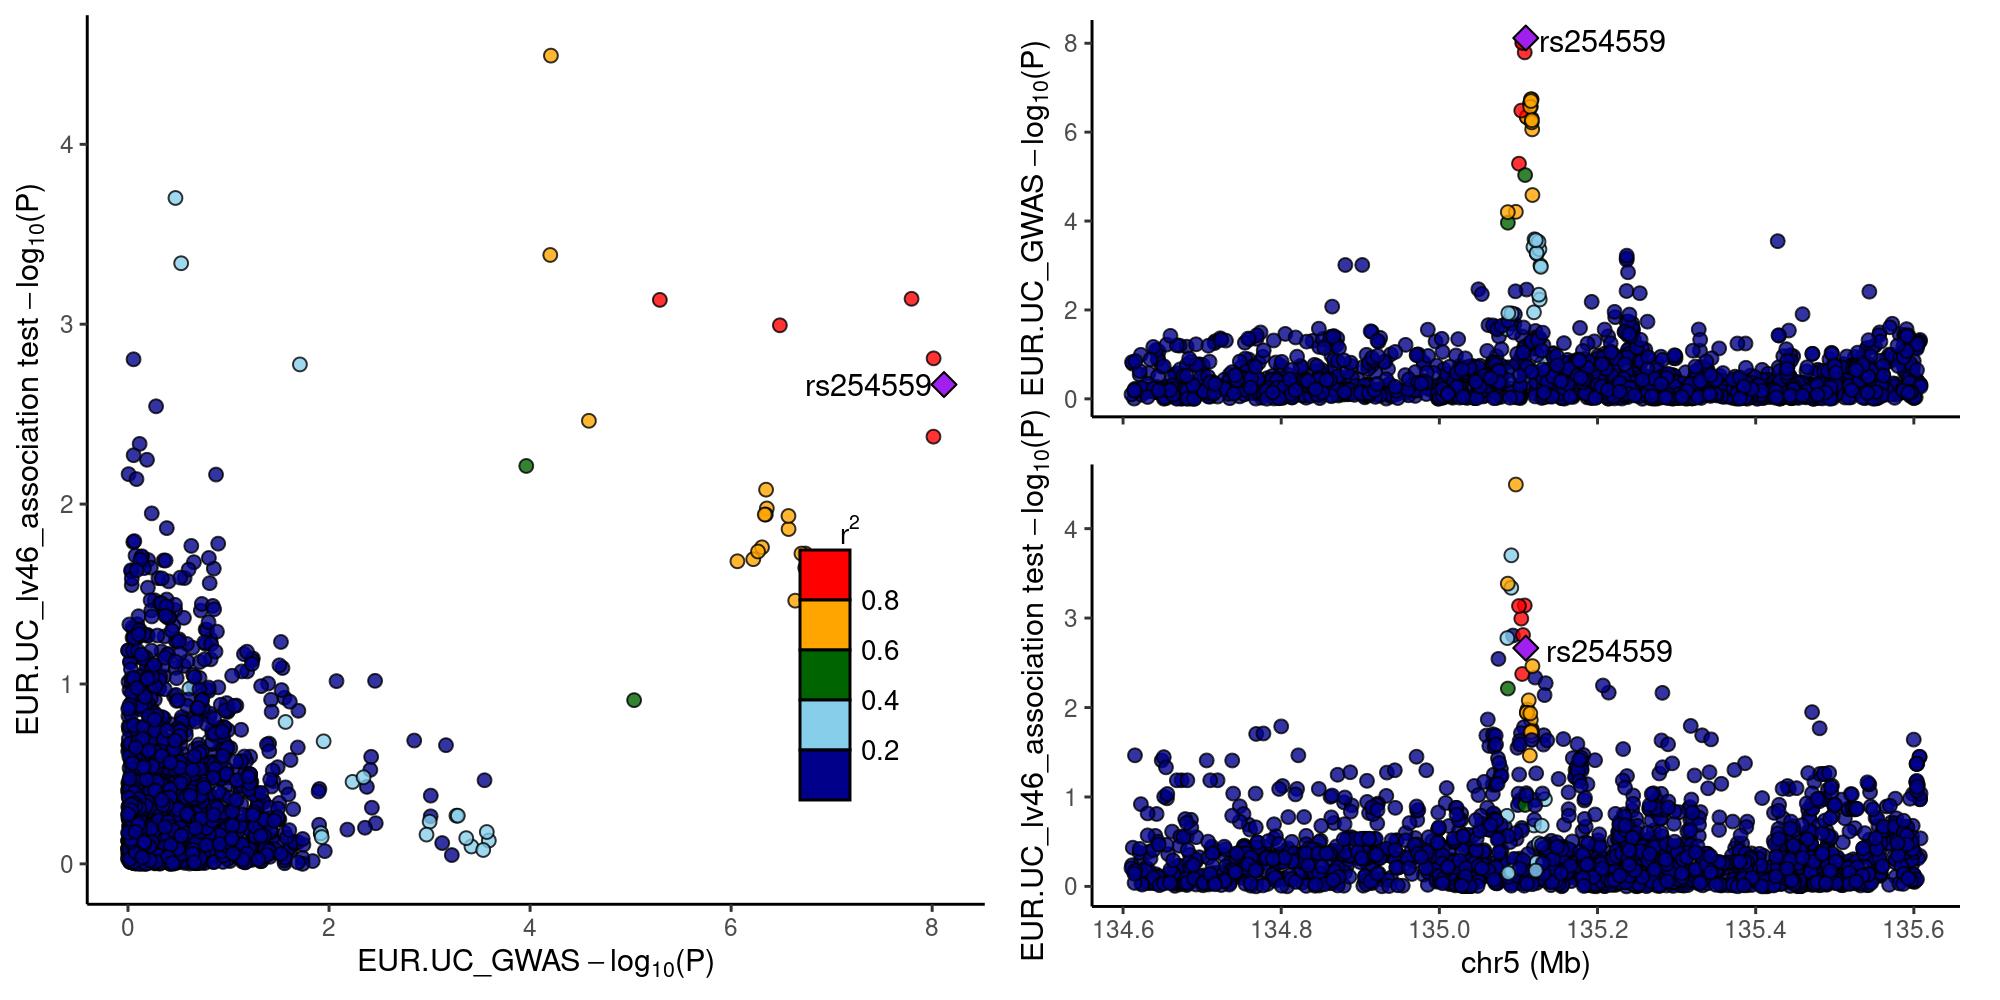 EUR.UC_lv46_association test −log10(P)
4
3
2
1
0
rs254559
r2
0.8
0.6
0.4
0.2
0 2 4 6 8
EUR.UC_GWAS −log10(P)
EUR.UC_GWAS −log10(P)
8
6
4
2
0
rs254559
EUR.UC_lv46_association test −log10(P)
4
3
2
1
0
rs254559
134.6 134.8 135.0 135.2 135.4 135.6
chr5 (Mb)